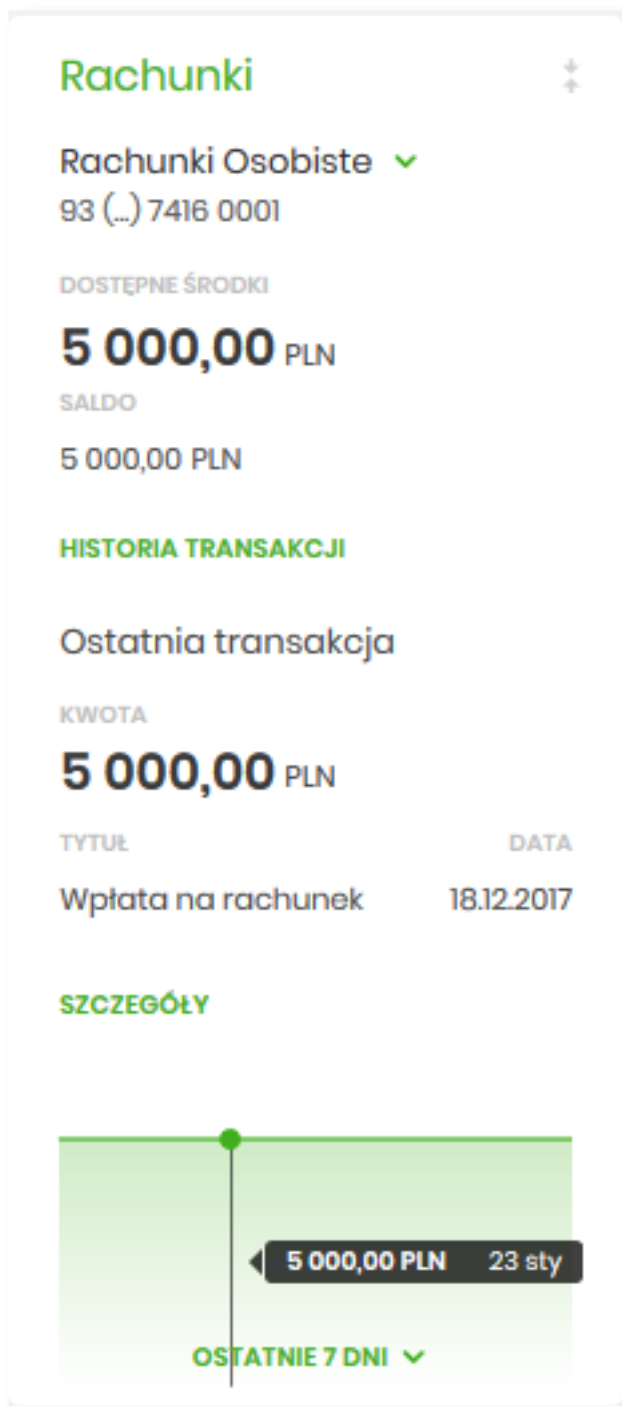 Rachunki
Rachunki Osobiste
93 (...) 7416 0001
DOSTĘPNE ŚRODKI
5 000,00 PLN
SALDO
5 000,00 PLN
HISTORIA TRANSAKCJI
Ostatnia transakcja
KWOTA
5 000,00 PLN
TYTUŁ DATA
Wpłata na rachunek 18.12.2017
SZCZEGÓŁY
5 000,00 PLN 23 sty
OSTATNIE 7 DNI